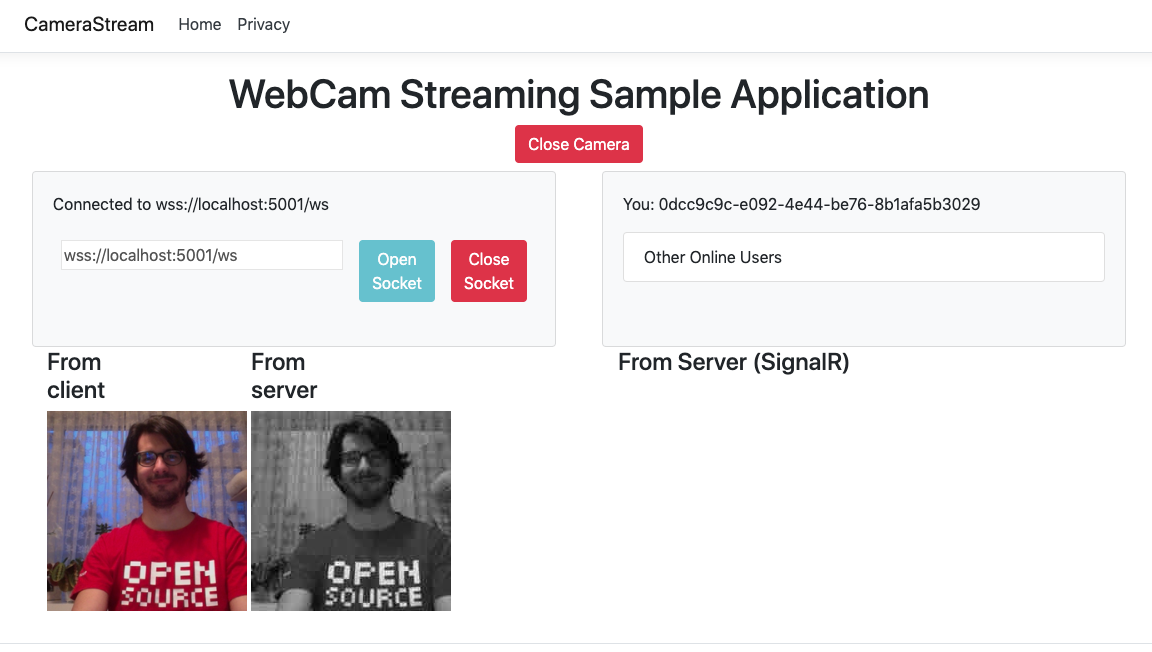 CameraStream Home Privacy
WebCam Streaming Sample Application
Close Camera
Connected to wss://localhost:5001/ws
wss://localhost:5001/ws
Open
Socket
Close
Socket
You: 0dcc9c9c-e092-4e44-be76-8b1afa5b3029
Other Online Users
From
client
From
server
From Server (SignalR)
OPEN
SOURCE
OPEN
SOURCE